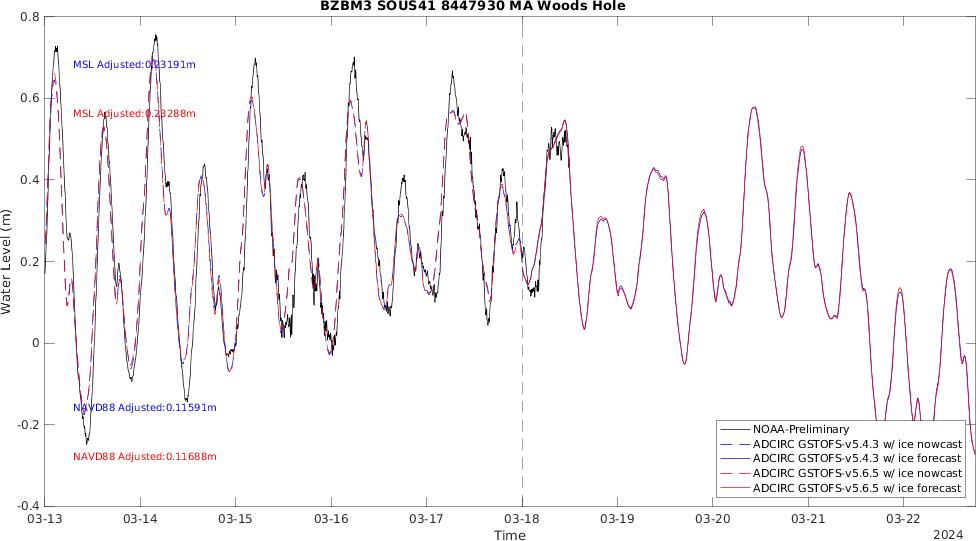 BZBM3 SOUS41 8447930 MA Woods Hole
0.8
0.6
0.4
0.2
0
-0.2
-0.4
Water Level (m)
MSL Adjusted:0.23191m
MSL Adjusted:0.23288m
NAVD88 Adjusted:0.11591m
NAVD88 Adjusted:0.11688m
NOAA-Preliminary
ADCIRC GSTOFS-v5.4.3 w/ ice nowcast
ADCIRC GSTOFS-v5.4.3 w/ ice forecast
ADCIRC GSTOFS-v5.6.5 w/ ice nowcast
ADCIRC GSTOFS-v5.6.5 w/ ice forecast
03-13 03-14 03-15 03-16 03-17 03-18 03-19 03-20 03-21 03-22
Time
2024